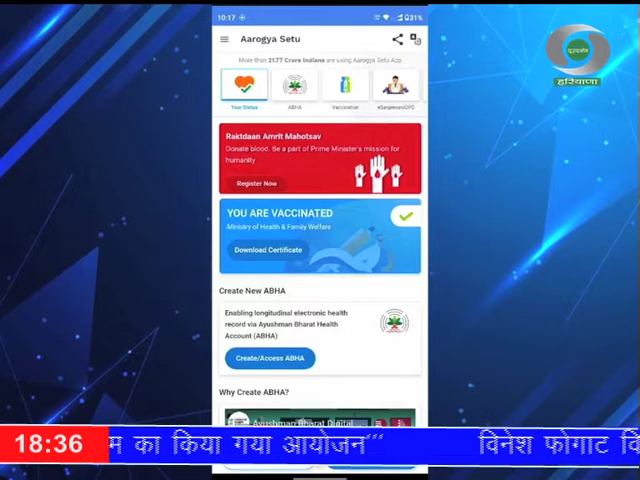 10:17
31%
Aarogya Setu
More than 21.77 Crore Indians are using Aarogya Setu App
Your Status
ABHA
Vaccination
eSanjeevaniOPD
Raktdaan Amrit Mahotsav
Donate blood. Be a part of Prime Minister's mission for
humanity
Register Now
YOU ARE VACCINATED
Ministry of Health & Family Welfare
Download Certificate
Create New ABHA
Enabling longitudinal electronic health
record via Ayushman Bharat Health
Account (ABHA)
Create/Access ABHA
Why Create ABHA?
Ayushman Bharat Digital ...
दूरदर्शन
हरियाणा
18:36
का किया गया आयोजन"'"
विनेश फोगाट